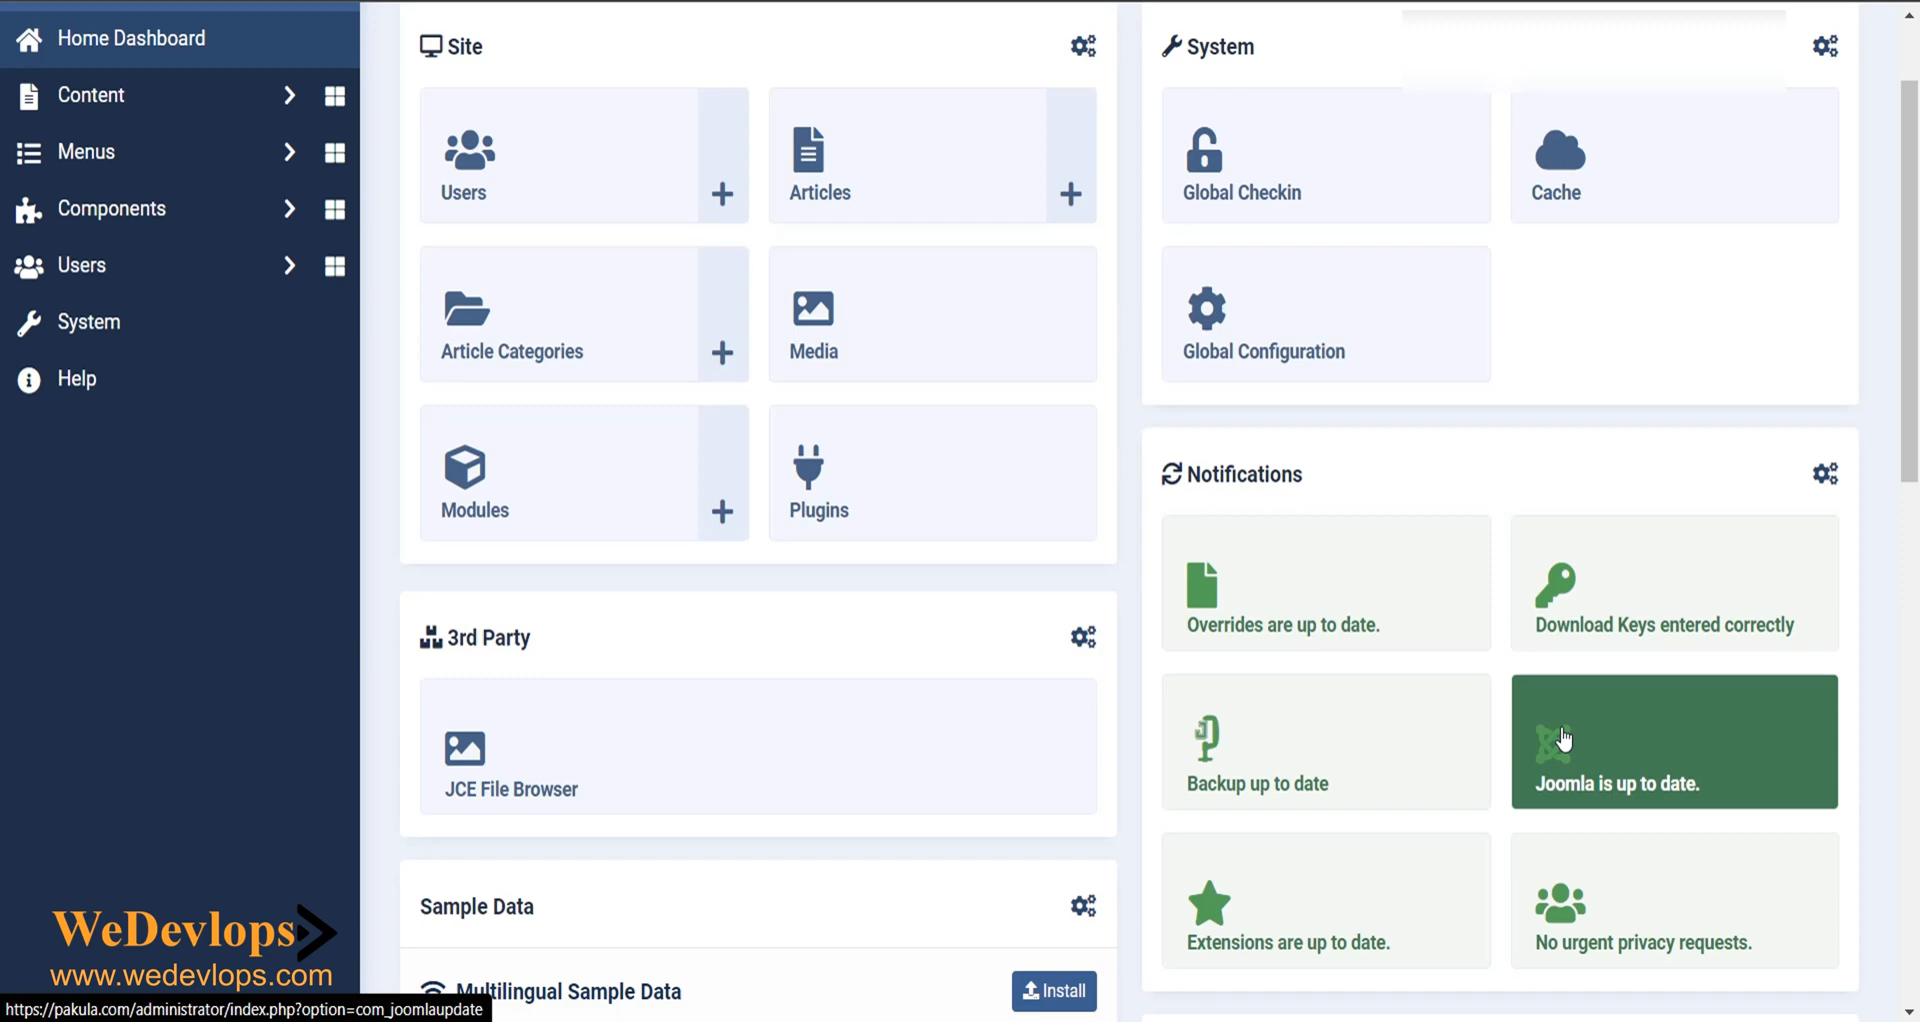 Home Dashboard
Content
Menus
Components
Users
System
Help
Site
Users
Articles
Article Categories
Media
Modules
Plugins
3rd Party
JCE File Browser
Sample Data
Multilingual Sample Data
Install
System
Global Checkin
Cache
Global Configuration
Notifications
Overrides are up to date.
Download Keys entered correctly
Backup up to date
Joomla is up to date.
Extensions are up to date.
No urgent privacy requests.
WeDevlops
www.wedevlops.com
https://pakula.com/administrator/index.php?option=com_joomlaupdate